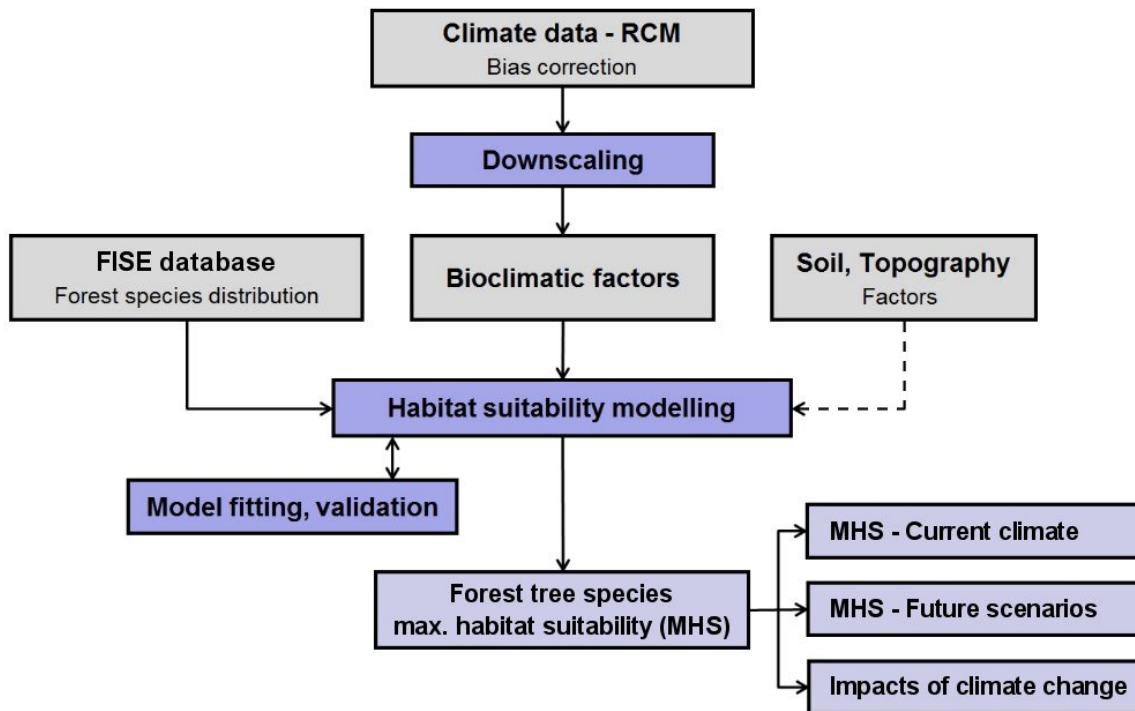 Climate data - RCM
Bias correction
Downscaling
FISE database
Forest species distribution
Bioclimatic factors
Soil, Topography
Factors
Habitat suitability modelling
Model fitting, validation
Forest tree species
max. habitat suitability (MHS)
MHS - Current climate
MHS - Future scenarios
Impacts of climate change